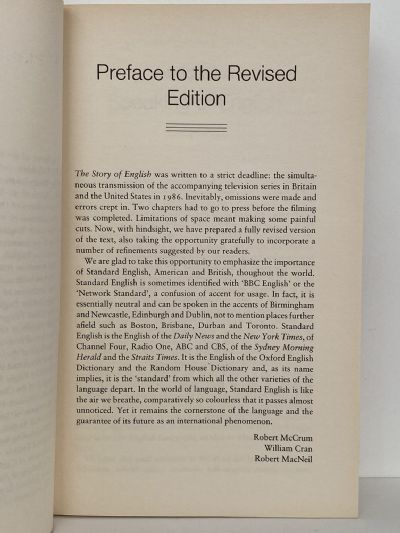 Preface to the Revised
Edition
The Story of English was written to a strict deadline: the simulta-
neous transmission of the accompanying television series in Britain
and the United States in 1986. Inevitably, omissions were made and
errors crept in. Two chapters had to go to press before the filming
was completed. Limitations of space meant making some painful
cuts. Now, with hindsight, we have prepared a fully revised version
of the text, also taking the opportunity gratefully to incorporate a
number of refinements suggested by our readers.
We are glad to take this opportunity to emphasize the importance
of Standard English, American and British, thoughout the world.
Standard English is sometimes identified with 'BBC English' or the
'Network Standard', a confusion of accent for usage. In fact, it is
essentially neutral and can be spoken in the accents of Birmingham
and Newcastle, Edinburgh and Dublin, not to mention places further
afield such as Boston, Brisbane, Durban and Toronto. Standard
English is the English of the Daily News and the New York Times, of
Channel Four, Radio One, ABC and CBS, of the Sydney Morning
Herald and the Straits Times. It is the English of the Oxford English
Dictionary and the Random House Dictionary and, as its name
implies, it is the 'standard' from which all the other varieties of the
language depart. In the world of language, Standard English is like
the air we breathe, comparatively so colourless that it passes almost
unnoticed. Yet it remains the cornerstone of the language and the
guarantee of its future as an international phenomenon.
Robert McCrum
William Cran
Robert MacNeil